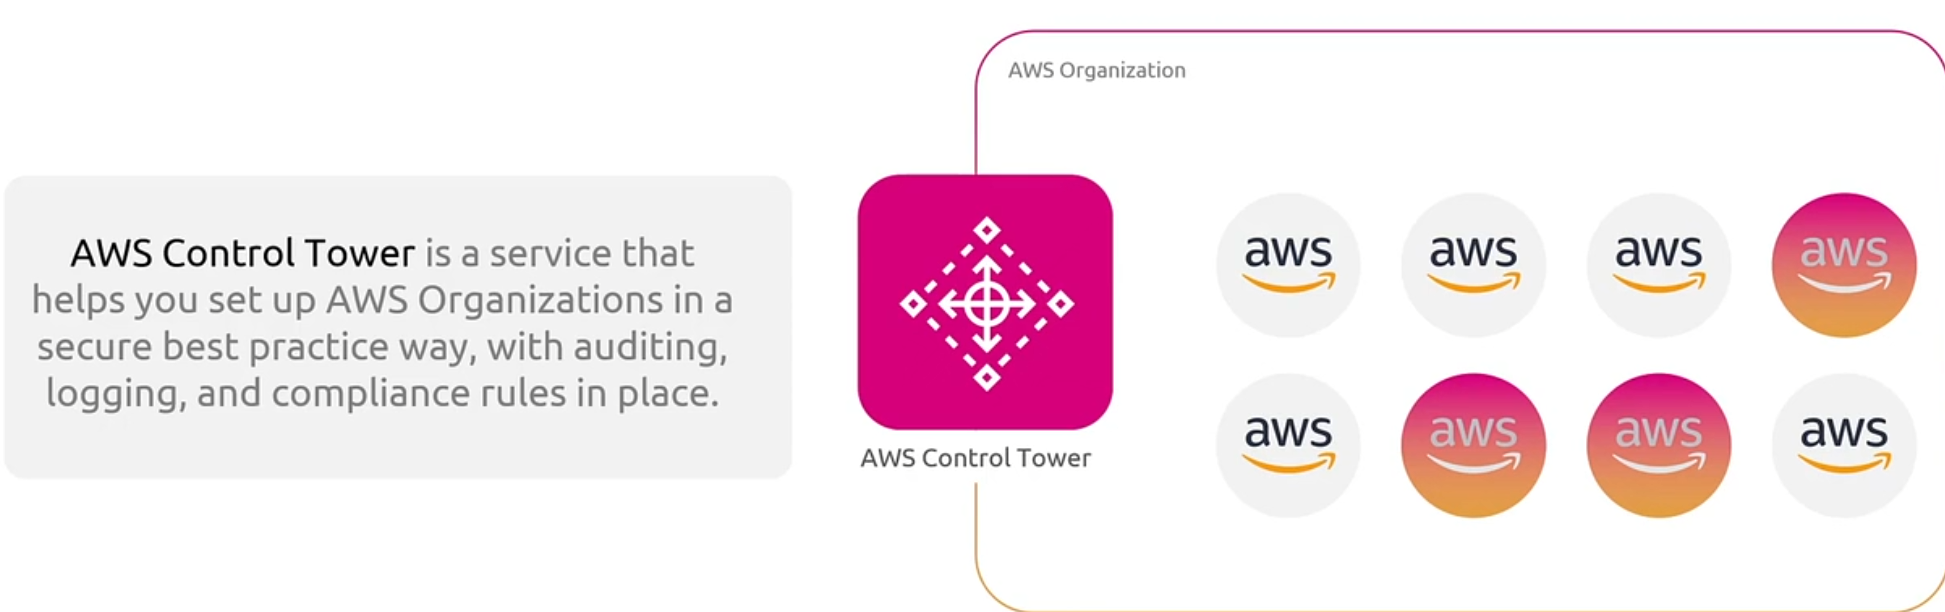 AWS Organization
AWS Control Tower is a service that
helps you set up AWS Organizations in a
secure best practice way, with auditing,
logging, and compliance rules in place.
AWS Control Tower
aws aws aws aws
aws aws aws aws